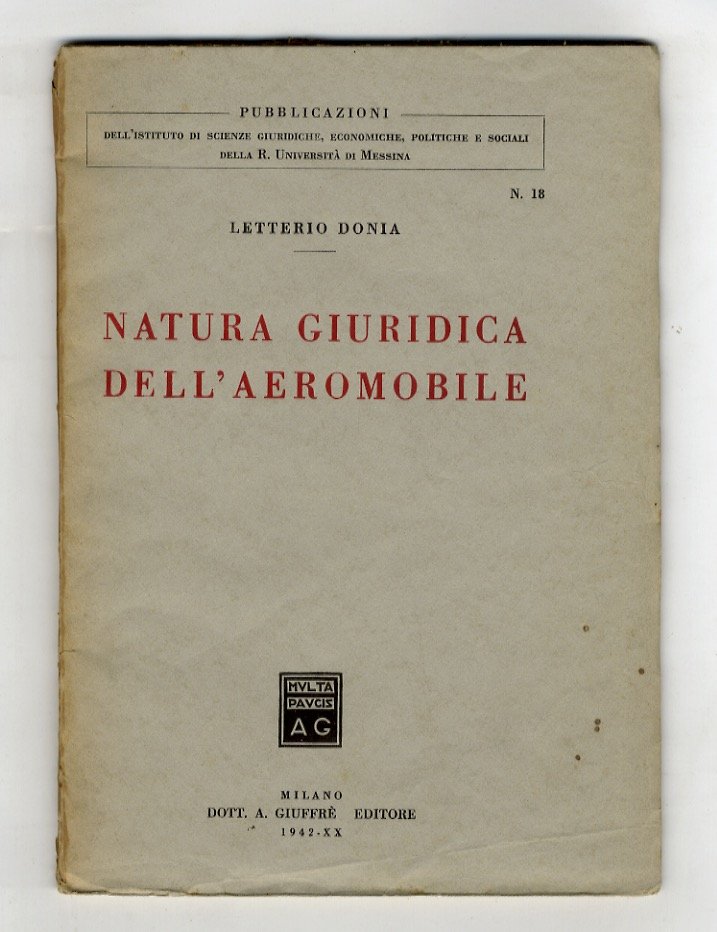 PUBBLICAZIONI
DELL'ISTITUTO DI SCIENZE GIURIDICHE, ECONOMICHE, POLITICHE E SOCIALI
DELLA R. UNIVERSITÀ DI MESSINA
N. 18
LETTERIO DONIA
NATURA GIURIDICA
DELL'AEROMOBILE
MVLTA
PAVCIS
AG
MILANO
DOTT. A. GIUFFRÈ EDITORE
1942-XX